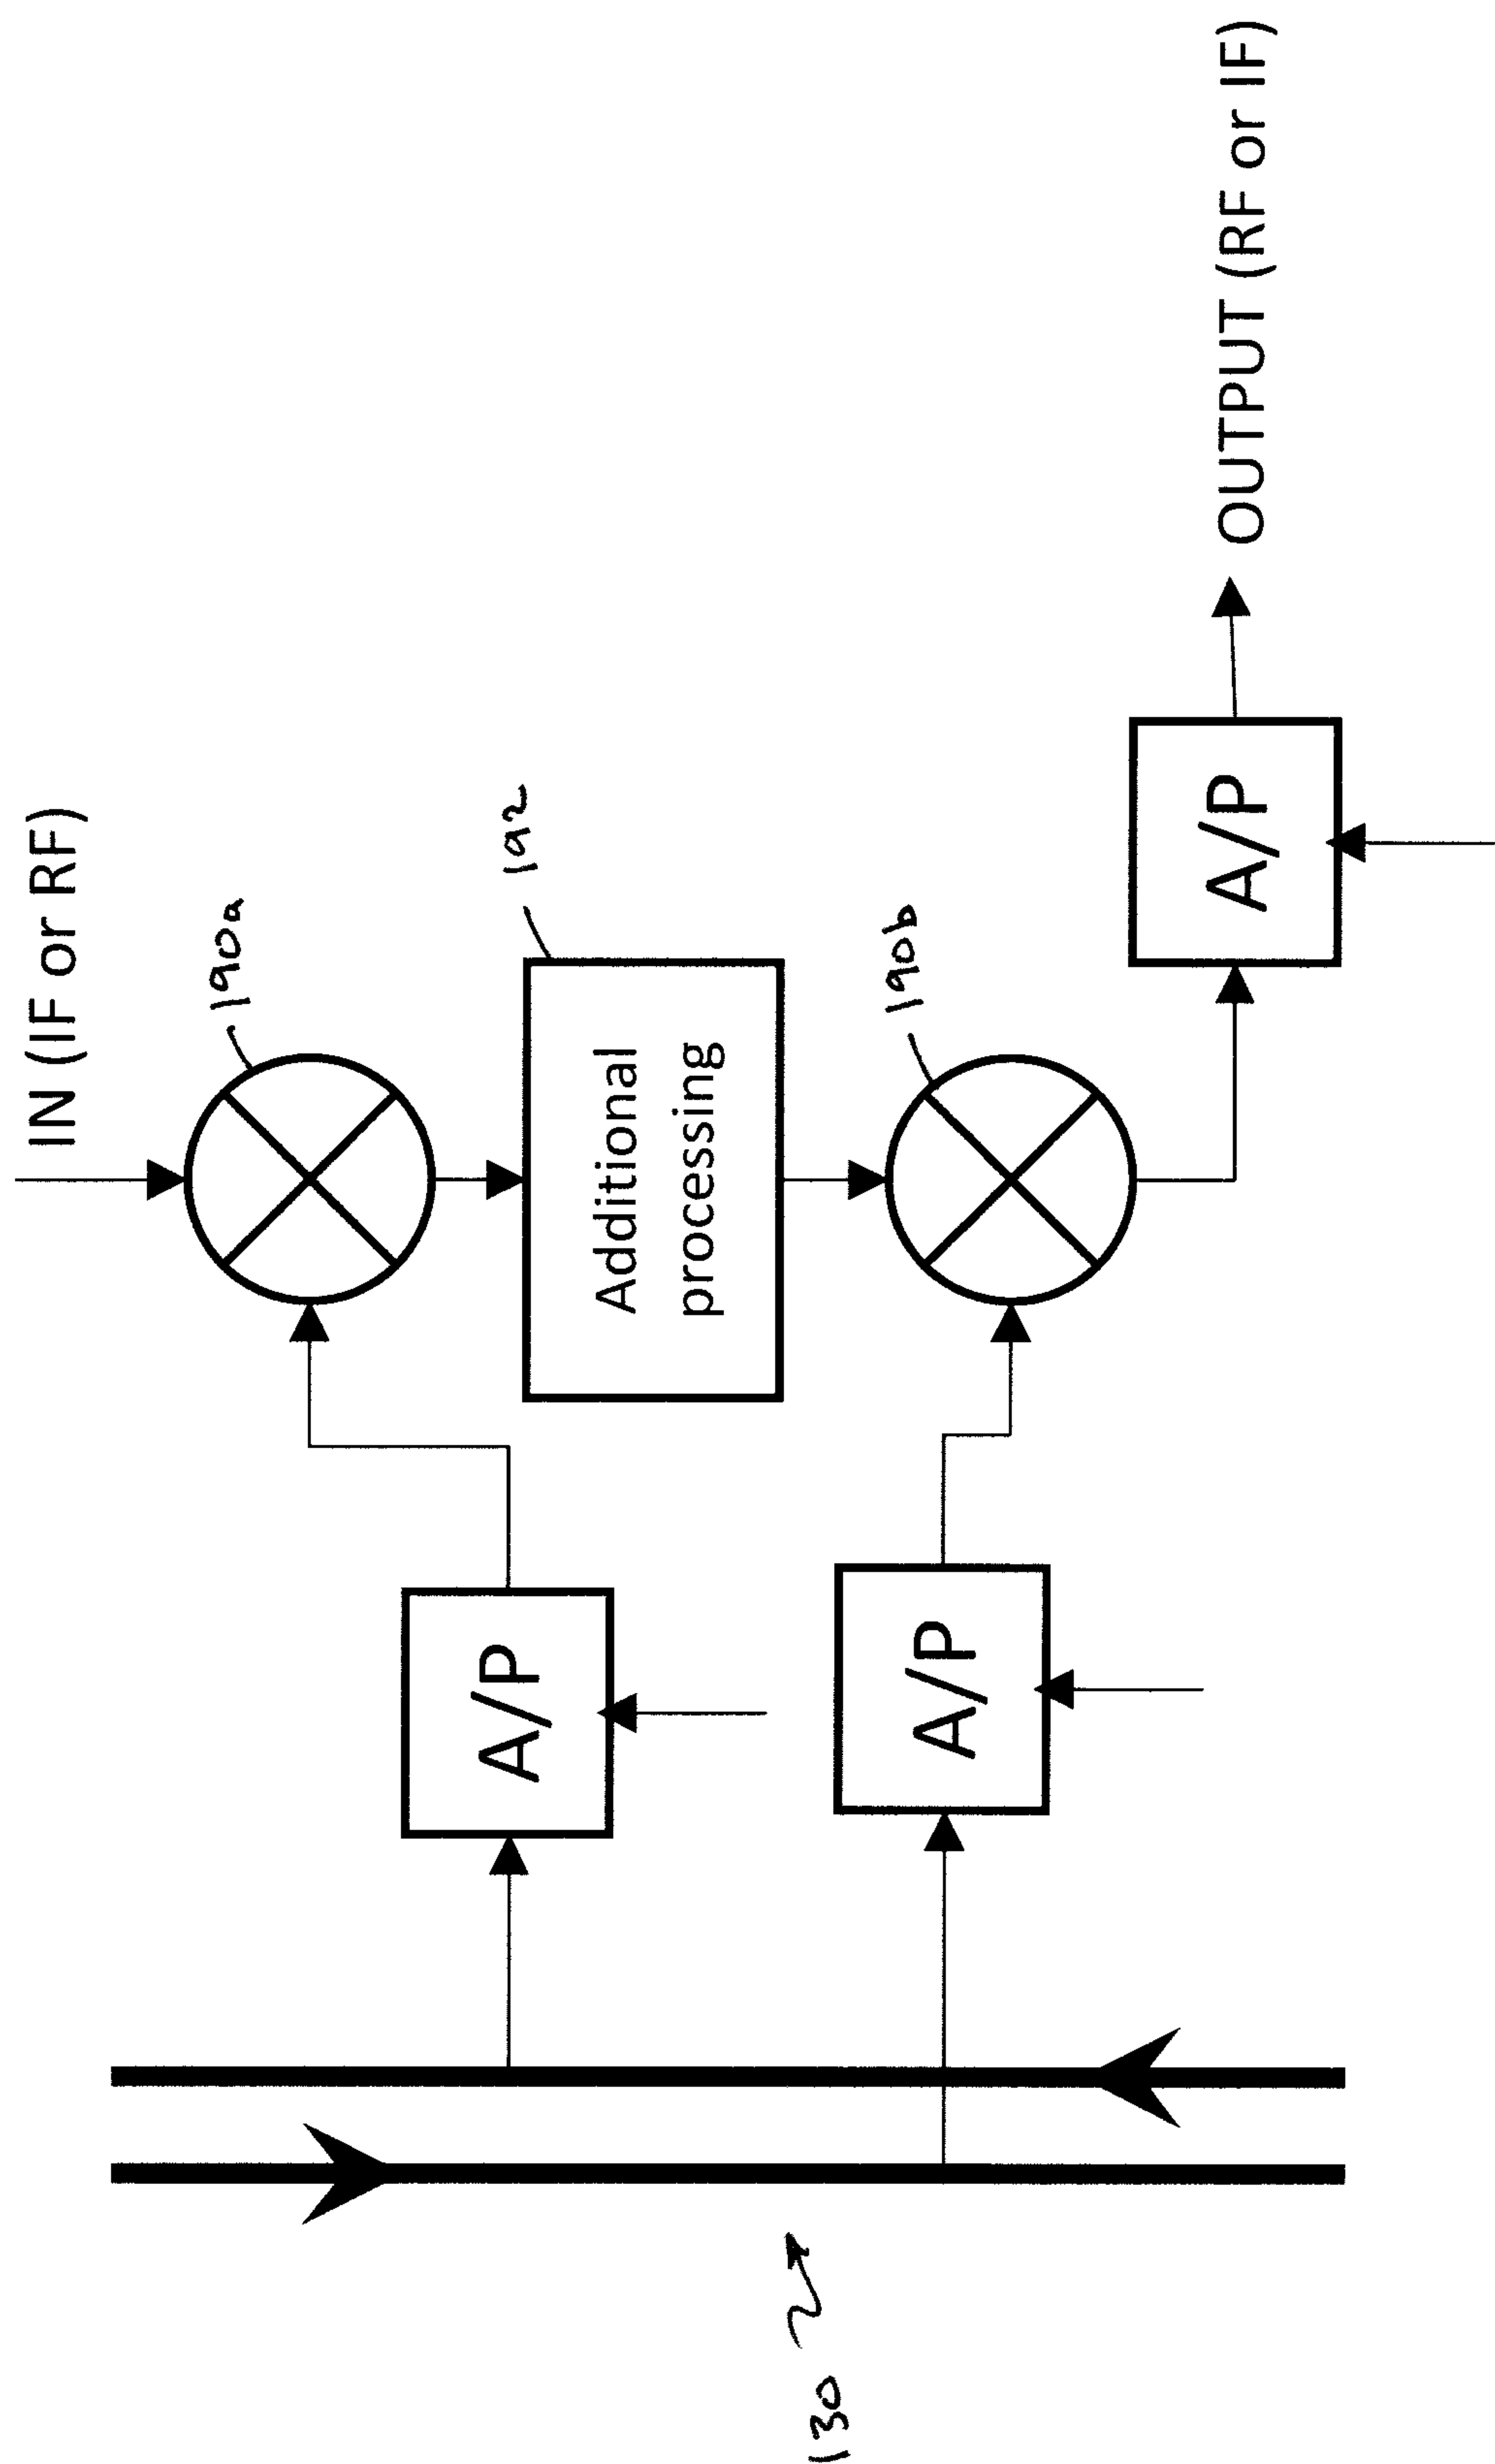 IN (IF or RF)
190a
A/P
192
Additional
processing
130
190b
A/P
A/P
OUTPUT (RF or IF)